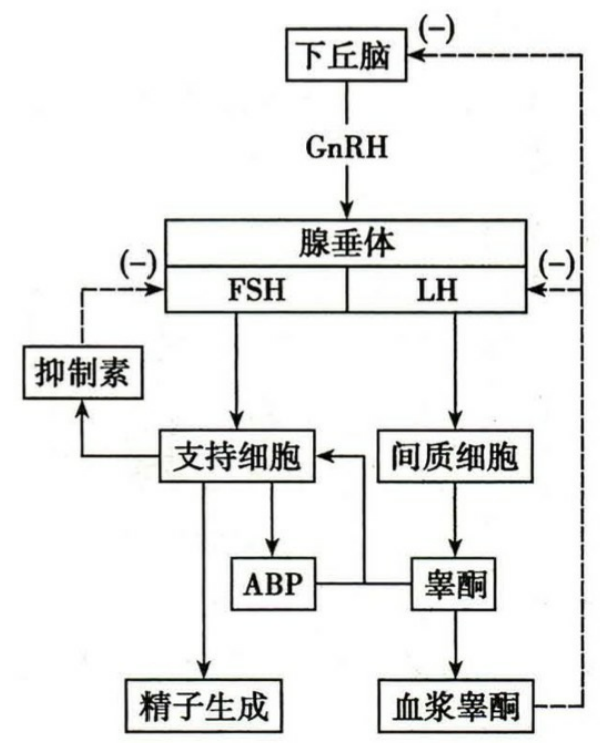 (-)
下丘脑
GnRH
腺垂体
(-)
(-)
FSH
LH
抑制素
支持细胞
间质细胞
ABP
睾酮
精子生成
血浆睾酮